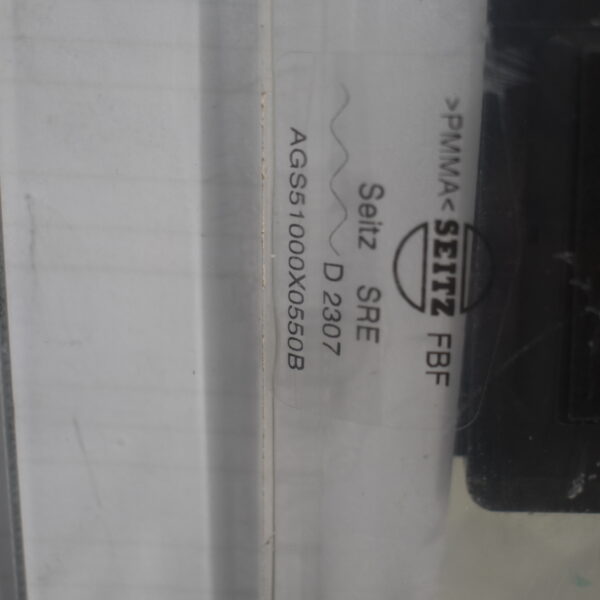 >PMMA< SEITZ FBF
Seitz SRE
D 2307
AGS51000X0550B